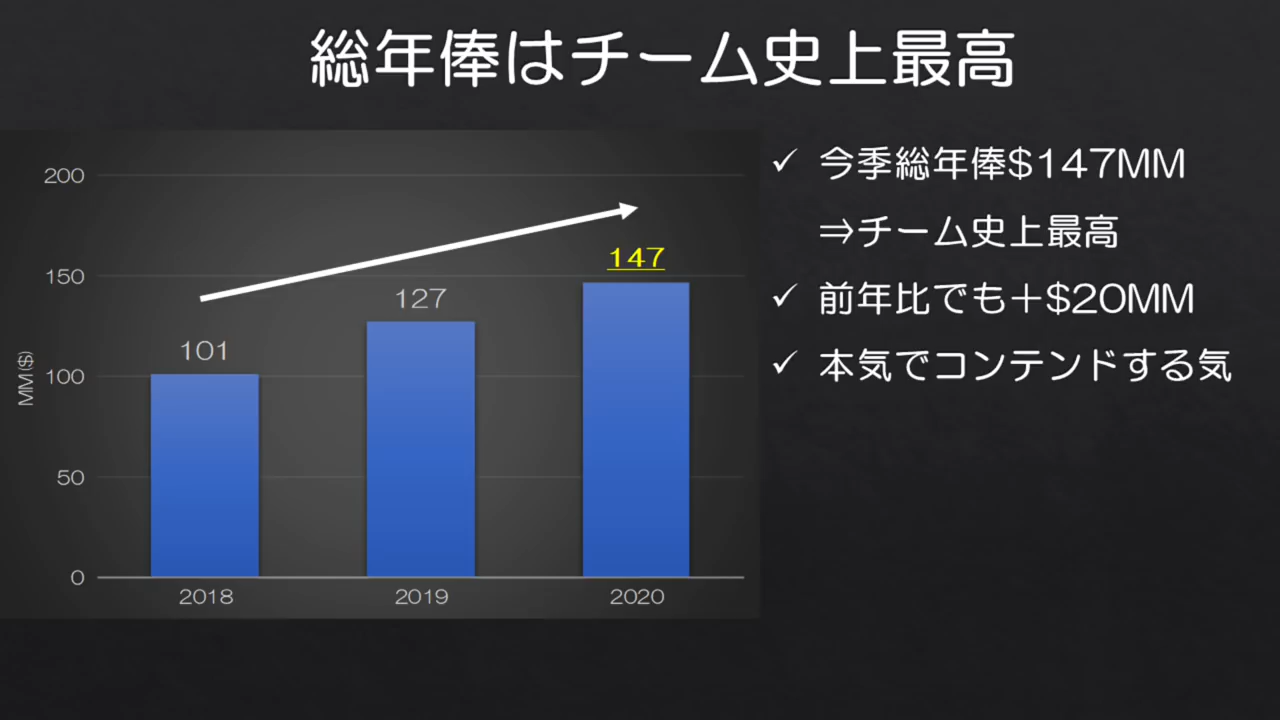 総年俸はチーム史上最高
200
150
100
50
0
MM($)
101
127
147
2018
2019
2020
✓ 今季総年俸$147MM
⇒チーム史上最高
✓ 前年比でも＋$20MM
✓ 本気でコンテンドする気